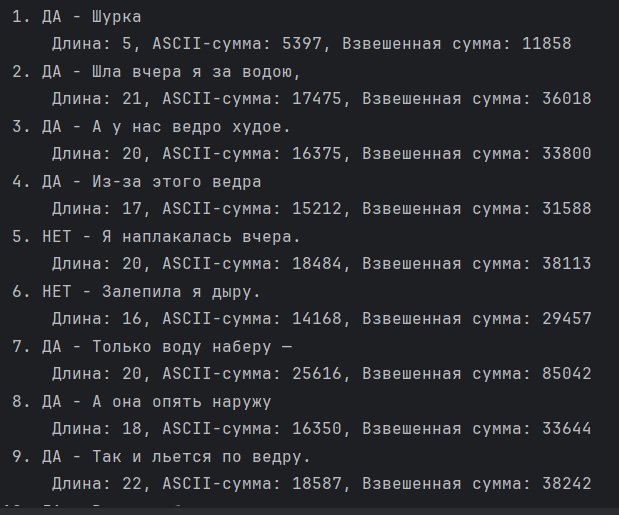 1. ДА - Шурка
Длина: 5, ASCII-сумма: 5397, Взвешенная сумма: 11858
2. ДА - Шла вчера я за водою,
Длина: 21, ASCII-сумма: 17475, Взвешенная сумма: 36018
3. ДА - А у нас ведро худое.
Длина: 20, ASCII-сумма: 16375, Взвешенная сумма: 33800
4. ДА - Из-за этого ведра
Длина: 17, ASCII-сумма: 15212, Взвешенная сумма: 31588
5. НЕТ - Я наплакалась вчера.
Длина: 20, ASCII-сумма: 18484, Взвешенная сумма: 38113
6. НЕТ - Залепила я дыру.
Длина: 16, ASCII-сумма: 14168, Взвешенная сумма: 29457
7. ДА - Только воду наберу —
Длина: 20, ASCII-сумма: 25616, Взвешенная сумма: 85042
8. ДА - А она опять наружу
Длина: 18, ASCII-сумма: 16350, Взвешенная сумма: 33644
9. ДА - Так и льется по ведру.
Длина: 22, ASCII-сумма: 18587, Взвешенная сумма: 38242